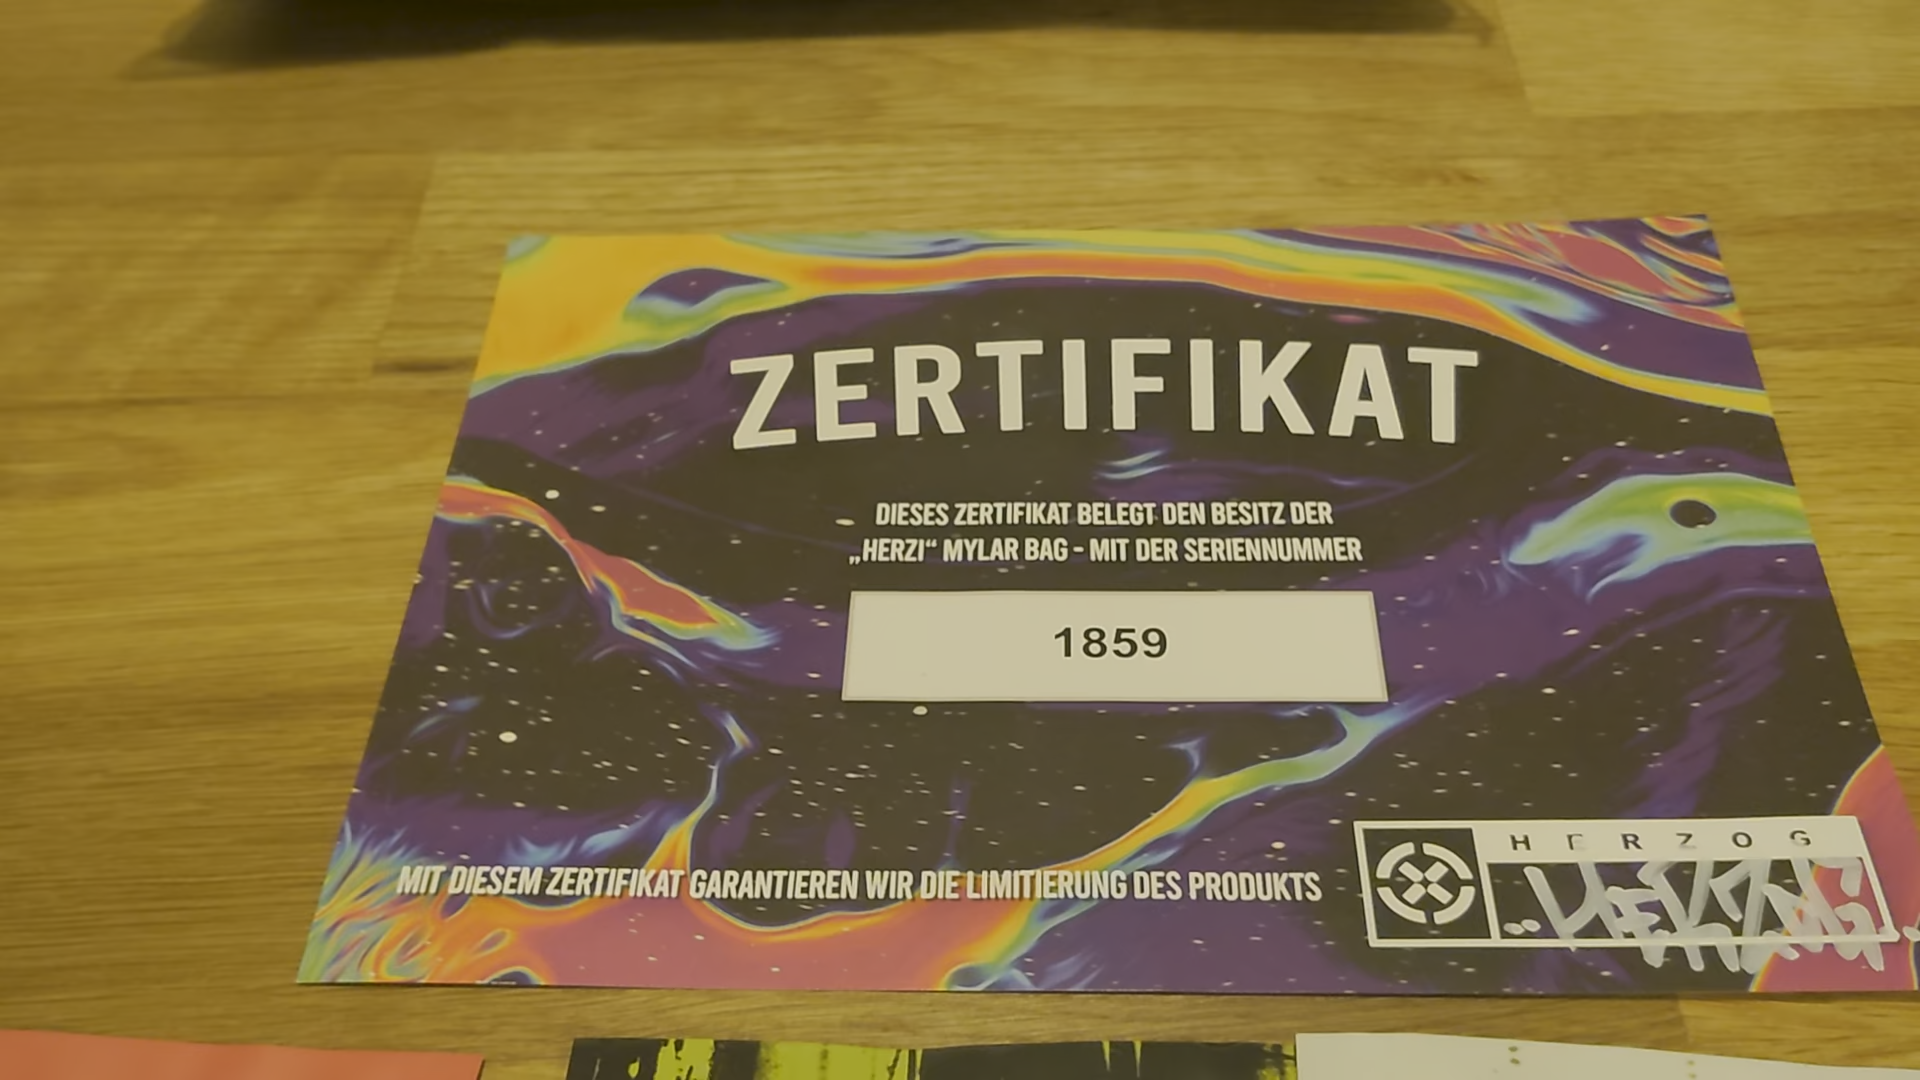 ZERTIFIKAT
DIESES ZERTIFIKAT BELEGT DEN BESITZ DER
„HERZI“ MYLAR BAG - MIT DER SERIENNUMMER
1859
MIT DIESEM ZERTIFIKAT GARANTIEREN WIR DIE LIMITIERUNG DES PRODUKTS
HERZOG